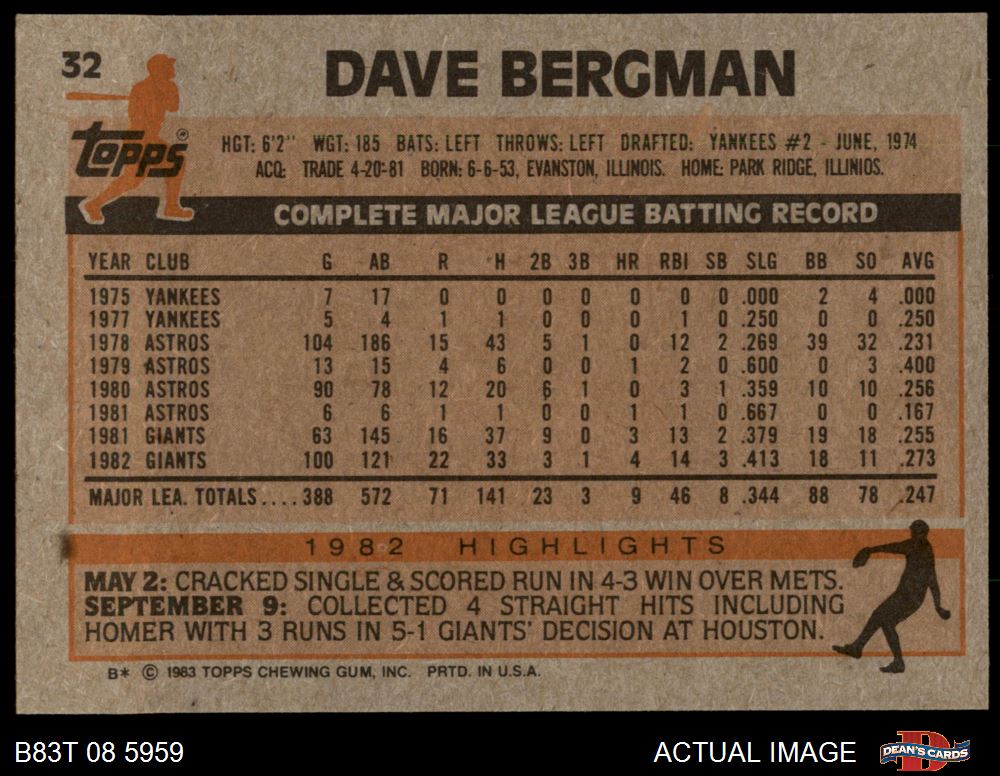 32
DAVE BERGMAN
Topps®
HGT: 6'2" WGT: 185 BATS: LEFT THROWS: LEFT DRAFTED: YANKEES #2 - JUNE, 1974
ACQ: TRADE 4-20-81 BORN: 6-6-53, EVANSTON, ILLINOIS. HOME: PARK RIDGE, ILLINIOS.
COMPLETE MAJOR LEAGUE BATTING RECORD
YEAR CLUB G AB R H 2B 3B HR RBI SB SLG BB SO AVG
1975 YANKEES 7 17 0 0 0 0 0 0 0 .000 2 4 .000
1977 YANKEES 5 4 1 1 0 0 0 1 0 .250 0 0 .250
1978 ASTROS 104 186 15 43 5 1 0 12 2 .269 39 32 .231
1979 ASTROS 13 15 4 6 0 0 1 2 0 .600 0 3 .400
1980 ASTROS 90 78 12 20 6 1 0 3 1 .359 10 10 .256
1981 ASTROS 6 6 1 1 0 0 1 1 0 .667 0 0 .167
1981 GIANTS 63 145 16 37 9 0 3 13 2 .379 19 18 .255
1982 GIANTS 100 121 22 33 3 1 4 14 3 .413 18 11 .273
MAJOR LEA. TOTALS.... 388 572 71 141 23 3 9 46 8 .344 88 78 .247
1982 HIGHLIGHTS
MAY 2: CRACKED SINGLE & SCORED RUN IN 4-3 WIN OVER METS.
SEPTEMBER 9: COLLECTED 4 STRAIGHT HITS INCLUDING
HOMER WITH 3 RUNS IN 5-1 GIANTS' DECISION AT HOUSTON.
B* © 1983 TOPPS CHEWING GUM, INC. PRTD. IN U.S.A.
B83T 08 5959
ACTUAL IMAGE
D
DEAN'S CARDS